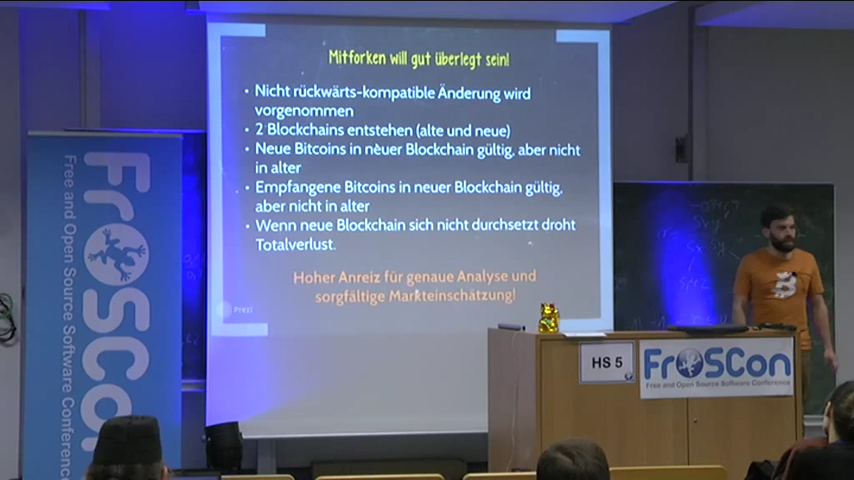 Mitforken will gut überlegt sein!
• Nicht rückwärts-kompatible Änderung wird
vorgenommen
• 2 Blockchains entstehen (alte und neue)
• Neue Bitcoins in neuer Blockchain gültig, aber nicht
in alter
• Empfangene Bitcoins in neuer Blockchain gültig,
aber nicht in alter
• Wenn neue Blockchain sich nicht durchsetzt droht
Totalverlust.
Hoher Anreiz für genaue Analyse und
sorgfältige Markteinschätzung!
Prezi
FrOSCon
Free and Open Source Software Conference
HS 5
FrOSCon
Free and Open Source Software Conference